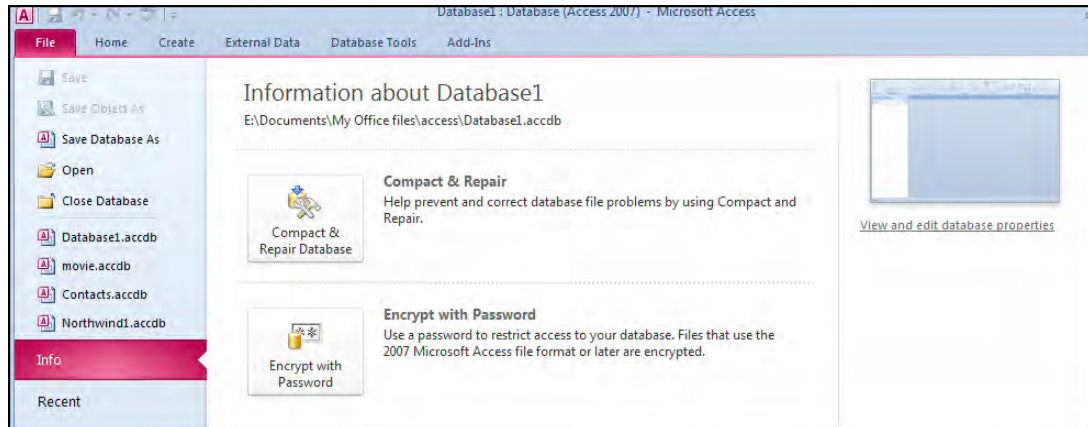 A
Database1 : Database (Access 2007) - Microsoft Access
File Home Create External Data Database Tools Add-Ins
Save
Save Object As
Save Database As
Open
Close Database
Database1.accdb
movie.accdb
Contacts.accdb
Northwind1.accdb
Info
Recent
Information about Database1
E:\Documents\My Office files\access\Database1.accdb
Compact &
Repair Database
Compact & Repair
Help prevent and correct database file problems by using Compact and
Repair.
Encrypt with
Password
Encrypt with Password
Use a password to restrict access to your database. Files that use the
2007 Microsoft Access file format or later are encrypted.
View and edit database properties